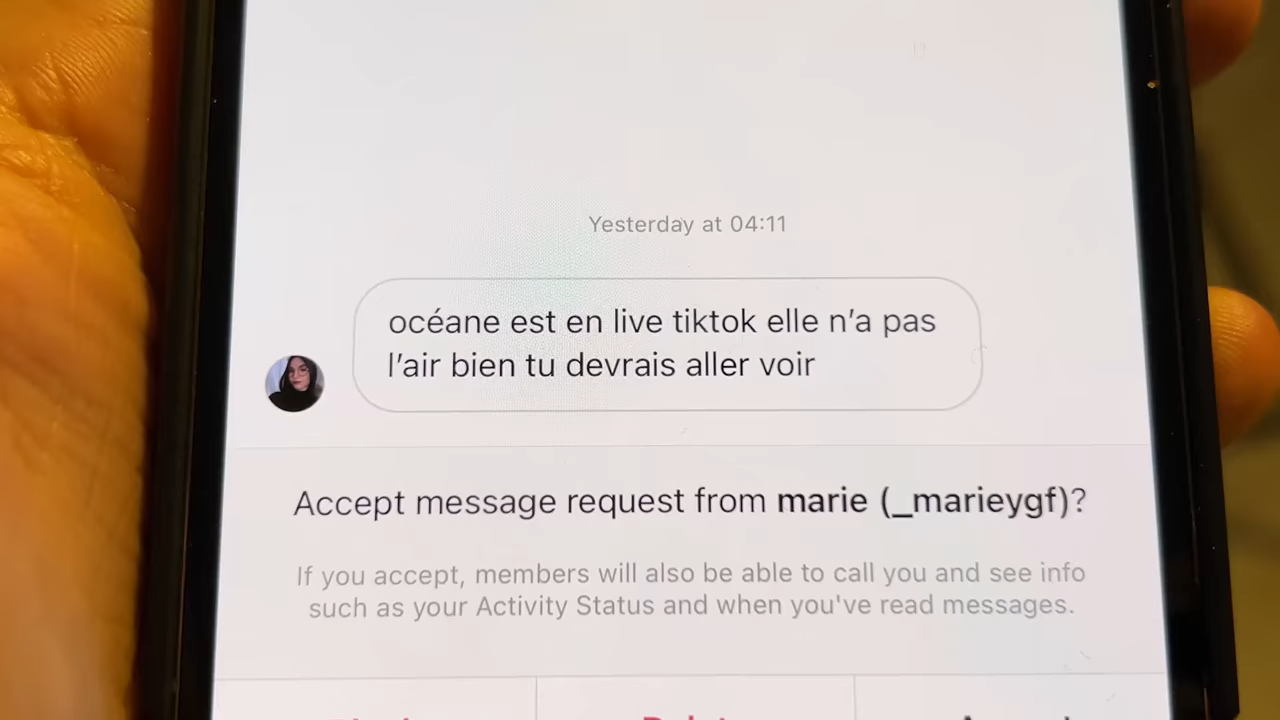 Yesterday at 04:11
océane est en live tiktok elle n’a pas
l’air bien tu devrais aller voir
Accept message request from marie (_marieygf)?
If you accept, members will also be able to call you and see info
such as your Activity Status and when you've read messages.